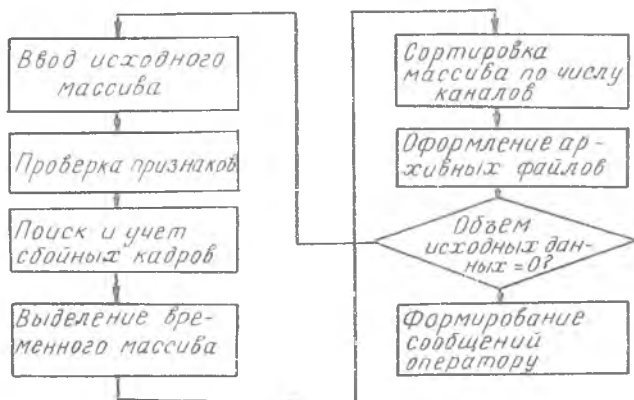 Ввод исходного
массива
Проверка признаков
Поиск и учет
сбойных кадров
Выделение вре-
менного массива
Сортировка
массива по числу
каналов
Оформление ар-
хивных файлов
Объем
исходных дан-
ных = 0?
Формирование
сообщений
оператору